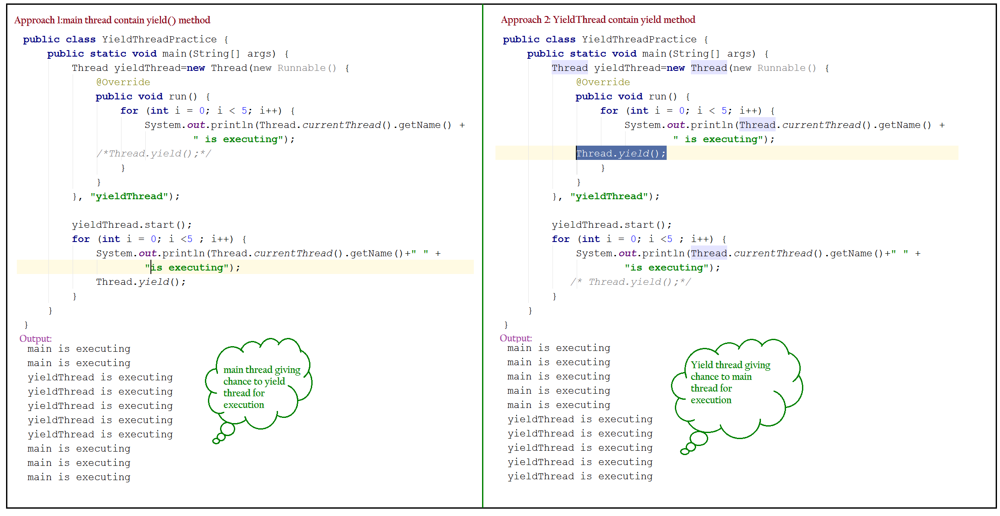 Approach 1:main thread contain yield() method
public class YieldThreadPractice {
    public static void main(String[] args) {
        Thread yieldThread=new Thread(new Runnable() {
            @Override
            public void run() {
                for (int i = 0; i < 5; i++) {
                    System.out.println(Thread.currentThread().getName() +
                            " is executing");
            /*Thread.yield();*/
                }
            }
        }, "yieldThread");
        yieldThread.start();
        for (int i = 0; i <5 ; i++) {
            System.out.println(Thread.currentThread().getName()+" " +
                    "is executing");
            Thread.yield();
        }
    }
}
Output:
main is executing
main is executing
yieldThread is executing
yieldThread is executing
yieldThread is executing
yieldThread is executing
yieldThread is executing
main is executing
main is executing
main is executing
main thread giving
chance to yield
thread for
execution
Approach 2: YieldThread contain yield method
public class YieldThreadPractice {
    public static void main(String[] args) {
        Thread yieldThread=new Thread(new Runnable() {
            @Override
            public void run() {
                for (int i = 0; i < 5; i++) {
                    System.out.println(Thread.currentThread().getName() +
                            " is executing");
            Thread.yield();
                }
            }
        }, "yieldThread");
        yieldThread.start();
        for (int i = 0; i <5 ; i++) {
            System.out.println(Thread.currentThread().getName()+" " +
                    "is executing");
           /* Thread.yield();*/
        }
    }
}
Output:
main is executing
main is executing
main is executing
main is executing
main is executing
yieldThread is executing
yieldThread is executing
yieldThread is executing
yieldThread is executing
yieldThread is executing
Yield thread giving
chance to main
thread for
execution